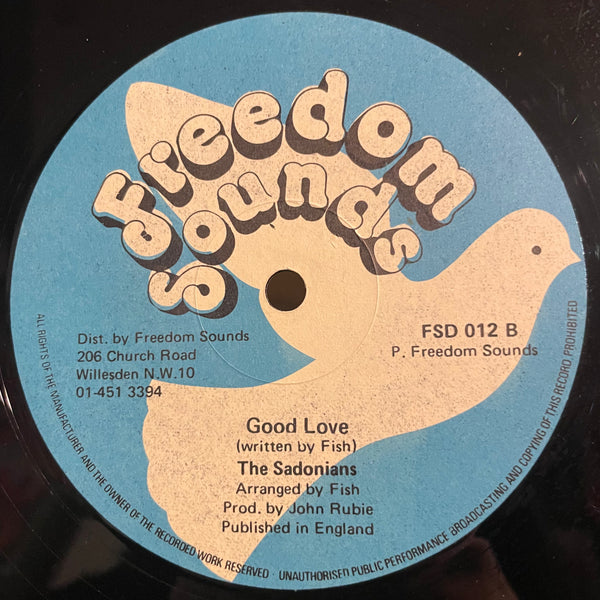 Freedom
Sounds
Dist. by Freedom Sounds
206 Church Road
Willesden N.W.10
01-451 3394
FSD 012 B
P. Freedom Sounds
Good Love
(written by Fish)
The Sadonians
Arranged by Fish
Prod. by John Rubie
Published in England
ALL RIGHTS OF THE MANUFACTURER AND THE OWNER OF THE RECORDED WORK RESERVED · UNAUTHORISED PUBLIC PERFORMANCE BROADCASTING AND COPYING OF THIS RECORD PROHIBITED